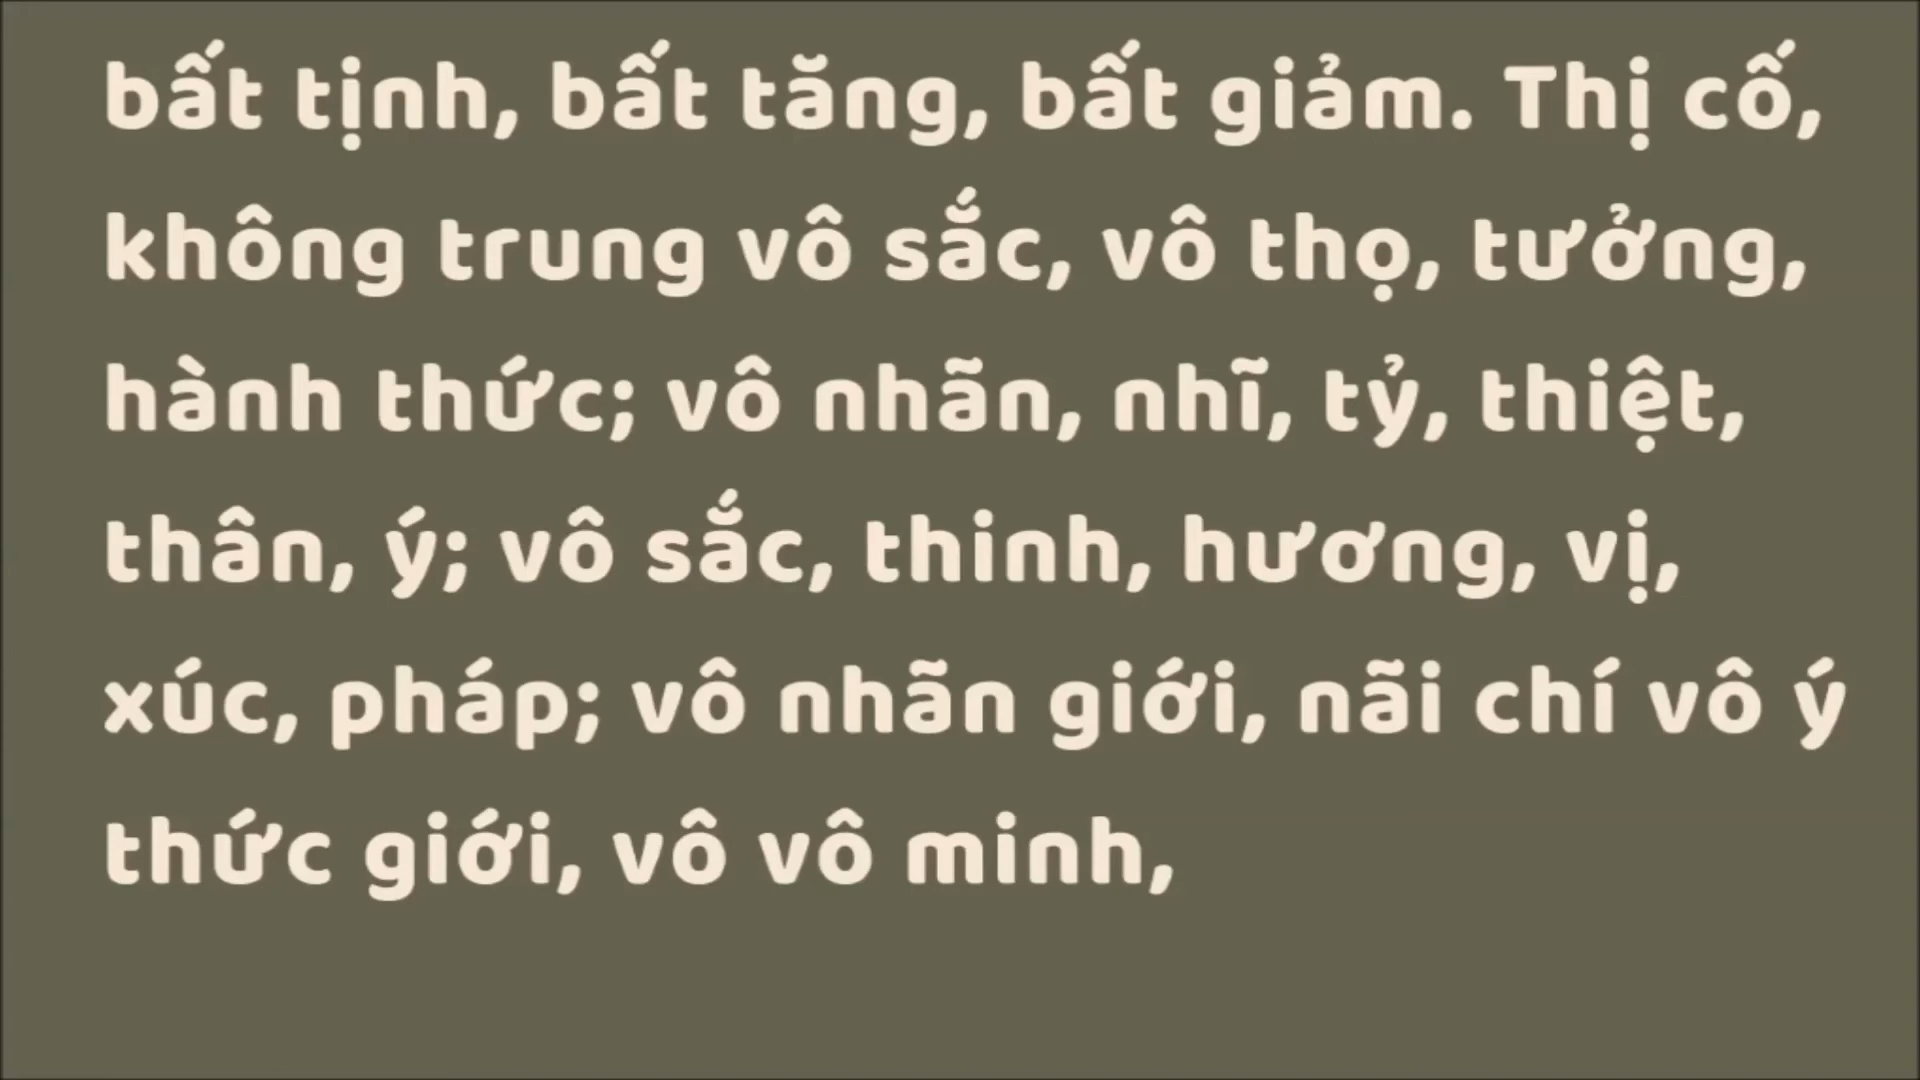 bất tịnh, bất tăng, bất giảm. Thị cố,
không trung vô sắc, vô thọ, tưởng,
hành thức; vô nhãn, nhĩ, tỷ, thiệt,
thân, ý; vô sắc, thinh, hương, vị,
xúc, pháp; vô nhãn giới, nãi chí vô ý
thức giới, vô vô minh,